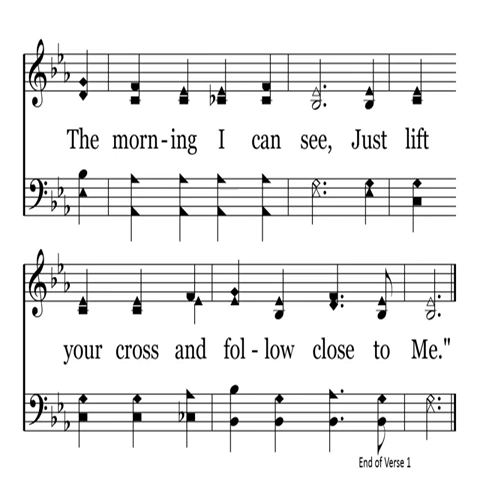 The morn - ing I can see, Just lift
your cross and fol - low close to Me."
End of Verse 1